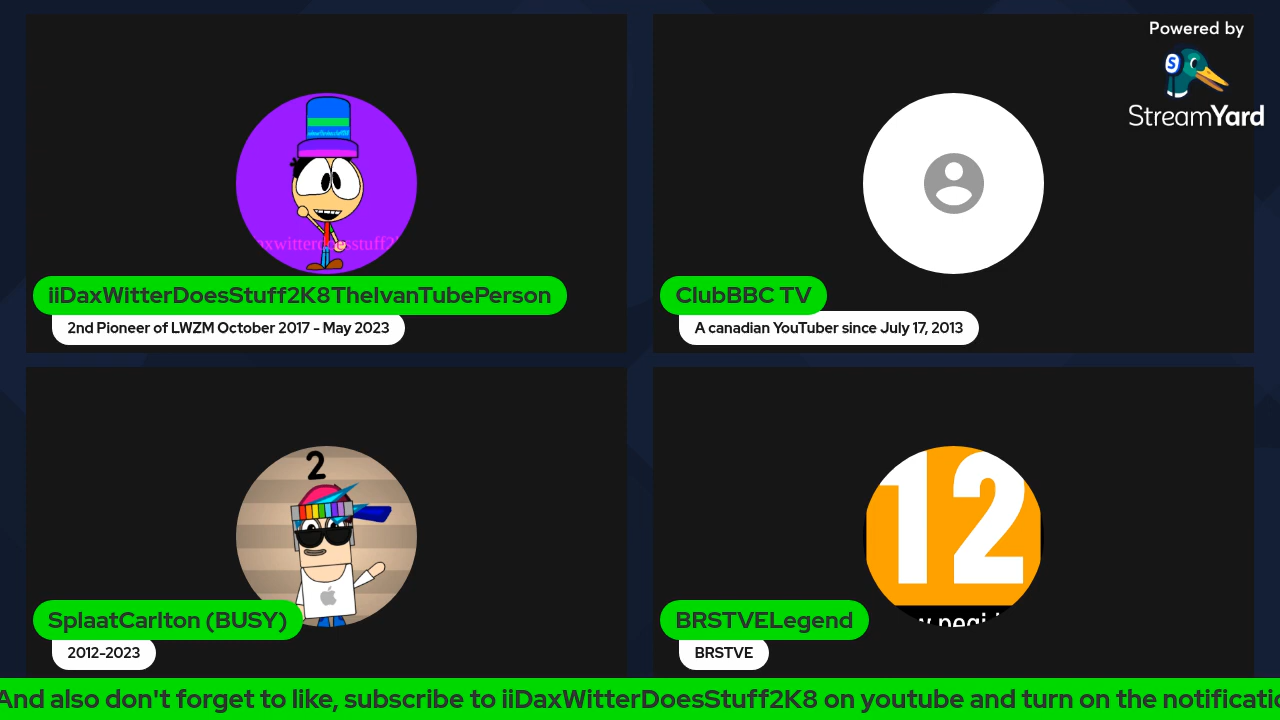 Powered by
StreamYard
iiDaxWitterDoesStuff2K8TheIvanTubePerson
2nd Pioneer of LWZM October 2017 - May 2023
ClubBBC TV
A canadian YouTuber since July 17, 2013
2
SplaatCarlton (BUSY)
2012-2023
12
BRSTVELegend
BRSTVE
And also don't forget to like, subscribe to iiDaxWitterDoesStuff2K8 on youtube and turn on the